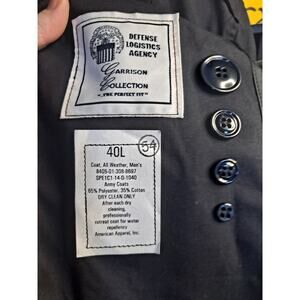 DEFENSE
LOGISTICS
AGENCY
GARRISON
COLLECTION
"THE PERFECT FIT"
40L
54
Coat, All Weather, Men's
8405-01-308-8697
SPE1C1-14-D-1040
Army Coats
65% Polyester, 35% Cotton
DRY CLEAN ONLY
After each dry
cleaning,
professionally
retreat coat for water
repellency
American Apparel, Inc.